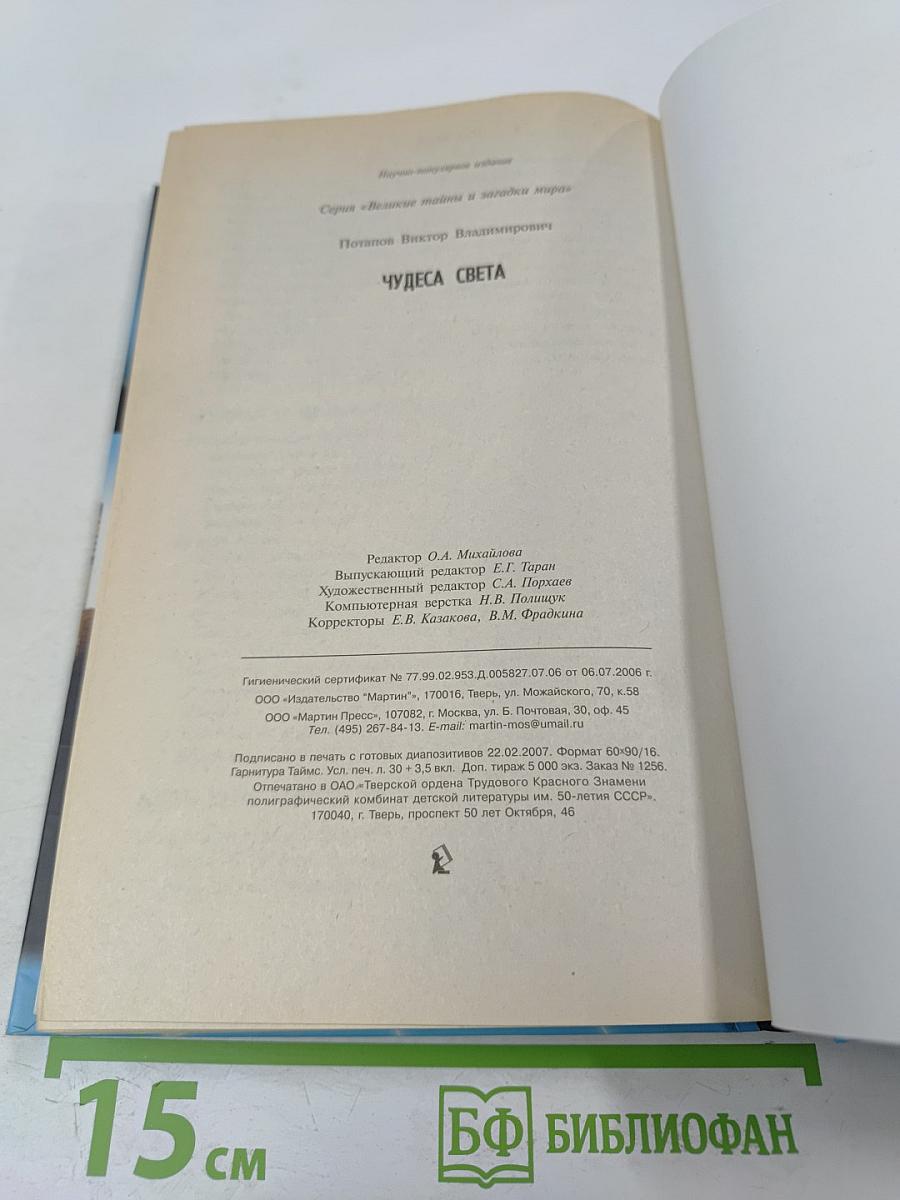 Научно-популярное издание
Серия «Великие тайны и загадки мира»
Потапов Виктор Владимирович
ЧУДЕСА СВЕТА
Редактор О.А. Михайлова
Выпускающий редактор Е.Г. Таран
Художественный редактор С.А. Порхаев
Компьютерная верстка Н.В. Полищук
Корректоры Е.В. Казакова, В.М. Фрадкина
Гигиенический сертификат № 77.99.02.953.Д.005827.07.06 от 06.07.2006 г.
ООО «Издательство "Мартин"», 170016, Тверь, ул. Можайского, 70, к.58
ООО «Мартин Пресс», 107082, г. Москва, ул. Б. Почтовая, 30, оф. 45
Тел. (495) 267-84-13. E-mail: martin-mos@umail.ru
Подписано в печать с готовых диапозитивов 22.02.2007. Формат 60×90/16.
Гарнитура Таймс. Усл. печ. л. 30 + 3,5 вкл. Доп. тираж 5 000 экз. Заказ № 1256.
Отпечатано в ОАО «Тверской ордена Трудового Красного Знамени
полиграфический комбинат детской литературы им. 50-летия СССР».
170040, г. Тверь, проспект 50 лет Октября, 46
15 см
БФ БИБЛИОФАН